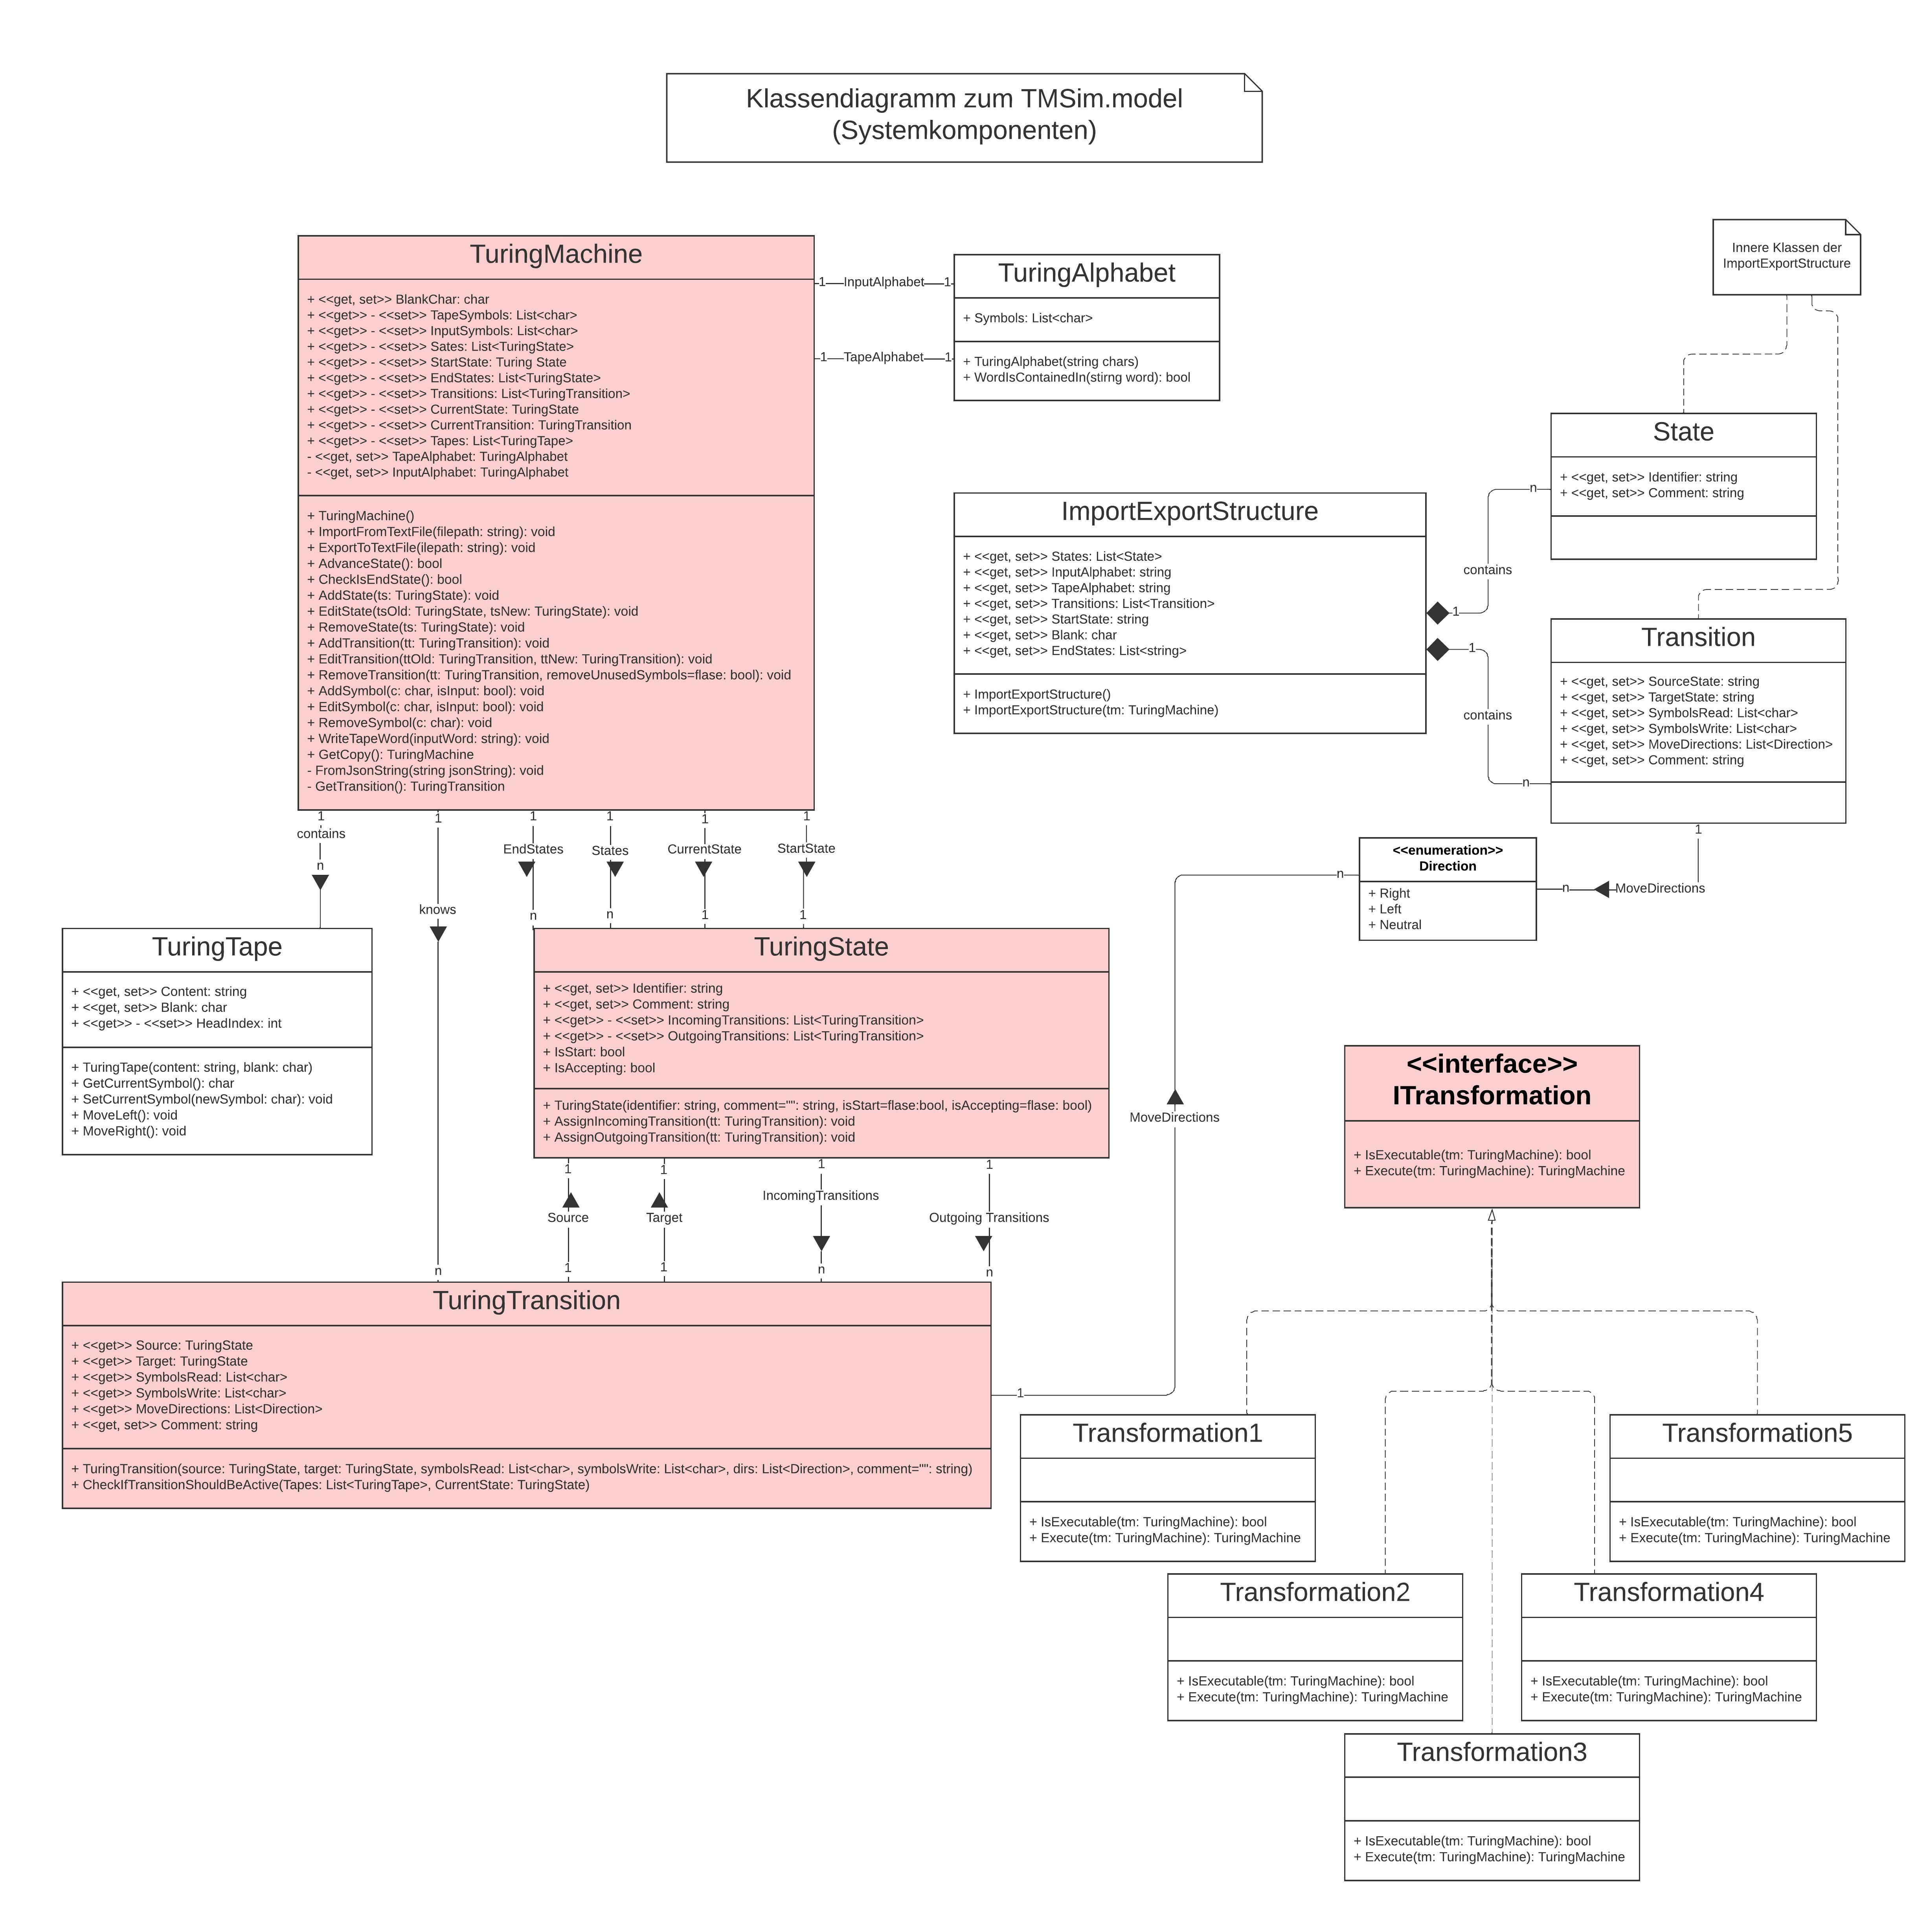 Klassendiagramm zum TMSim.model
(Systemkomponenten)
TuringMachine
+ <<get, set>> BlankChar: char
+ <<get>> - <<set>> TapeSymbols: List<char>
+ <<get>> - <<set>> InputSymbols: List<char>
+ <<get>> - <<set>> Sates: List<TuringState>
+ <<get>> - <<set>> StartState: Turing State
+ <<get>> - <<set>> EndStates: List<TuringState>
+ <<get>> - <<set>> Transitions: List<TuringTransition>
+ <<get>> - <<set>> CurrentState: TuringState
+ <<get>> - <<set>> CurrentTransition: TuringTransition
+ <<get>> - <<set>> Tapes: List<TuringTape>
- <<get, set>> TapeAlphabet: TuringAlphabet
- <<get, set>> InputAlphabet: TuringAlphabet
+ TuringMachine()
+ ImportFromTextFile(filepath: string): void
+ ExportToTextFile(ilepath: string): void
+ AdvanceState(): bool
+ CheckIsEndState(): bool
+ AddState(ts: TuringState): void
+ EditState(tsOld: TuringState, tsNew: TuringState): void
+ RemoveState(ts: TuringState): void
+ AddTransition(tt: TuringTransition): void
+ EditTransition(ttOld: TuringTransition, ttNew: TuringTransition): void
+ RemoveTransition(tt: TuringTransition, removeUnusedSymbols=flase: bool): void
+ AddSymbol(c: char, isInput: bool): void
+ EditSymbol(c: char, isInput: bool): void
+ RemoveSymbol(c: char): void
+ WriteTapeWord(inputWord: string): void
+ GetCopy(): TuringMachine
- FromJsonString(string jsonString): void
- GetTransition(): TuringTransition
1 InputAlphabet 1
1 TapeAlphabet 1
TuringAlphabet
+ Symbols: List<char>
+ TuringAlphabet(string chars)
+ WordIsContainedIn(stirng word): bool
Innere Klassen der
ImportExportStructure
State
+ <<get, set>> Identifier: string
+ <<get, set>> Comment: string
ImportExportStructure
+ <<get, set>> States: List<State>
+ <<get, set>> InputAlphabet: string
+ <<get, set>> TapeAlphabet: string
+ <<get, set>> Transitions: List<Transition>
+ <<get, set>> StartState: string
+ <<get, set>> Blank: char
+ <<get, set>> EndStates: List<string>
+ ImportExportStructure()
+ ImportExportStructure(tm: TuringMachine)
n
contains
1
1
contains
n
Transition
+ <<get, set>> SourceState: string
+ <<get, set>> TargetState: string
+ <<get, set>> SymbolsRead: List<char>
+ <<get, set>> SymbolsWrite: List<char>
+ <<get, set>> MoveDirections: List<Direction>
+ <<get, set>> Comment: string
1
n MoveDirections
<<enumeration>>
Direction
+ Right
+ Left
+ Neutral
n
1 1 1 1 1 1
contains
n
knows
EndStates States CurrentState StartState
n n 1 1
TuringTape
+ <<get, set>> Content: string
+ <<get, set>> Blank: char
+ <<get>> - <<set>> HeadIndex: int
+ TuringTape(content: string, blank: char)
+ GetCurrentSymbol(): char
+ SetCurrentSymbol(newSymbol: char): void
+ MoveLeft(): void
+ MoveRight(): void
TuringState
+ <<get, set>> Identifier: string
+ <<get, set>> Comment: string
+ <<get>> - <<set>> IncomingTransitions: List<TuringTransition>
+ <<get>> - <<set>> OutgoingTransitions: List<TuringTransition>
+ IsStart: bool
+ IsAccepting: bool
+ TuringState(identifier: string, comment="": string, isStart=flase:bool, isAccepting=flase: bool)
+ AssignIncomingTransition(tt: TuringTransition): void
+ AssignOutgoingTransition(tt: TuringTransition): void
MoveDirections
<<interface>>
ITransformation
+ IsExecutable(tm: TuringMachine): bool
+ Execute(tm: TuringMachine): TuringMachine
1 1 1 1
Source Target IncomingTransitions Outgoing Transitions
n 1 1 n n
TuringTransition
+ <<get>> Source: TuringState
+ <<get>> Target: TuringState
+ <<get>> SymbolsRead: List<char>
+ <<get>> SymbolsWrite: List<char>
+ <<get>> MoveDirections: List<Direction>
+ <<get, set>> Comment: string
+ TuringTransition(source: TuringState, target: TuringState, symbolsRead: List<char>, symbolsWrite: List<char>, dirs: List<Direction>, comment="": string)
+ CheckIfTransitionShouldBeActive(Tapes: List<TuringTape>, CurrentState: TuringState)
1
Transformation1
+ IsExecutable(tm: TuringMachine): bool
+ Execute(tm: TuringMachine): TuringMachine
Transformation5
+ IsExecutable(tm: TuringMachine): bool
+ Execute(tm: TuringMachine): TuringMachine
Transformation2
+ IsExecutable(tm: TuringMachine): bool
+ Execute(tm: TuringMachine): TuringMachine
Transformation4
+ IsExecutable(tm: TuringMachine): bool
+ Execute(tm: TuringMachine): TuringMachine
Transformation3
+ IsExecutable(tm: TuringMachine): bool
+ Execute(tm: TuringMachine): TuringMachine